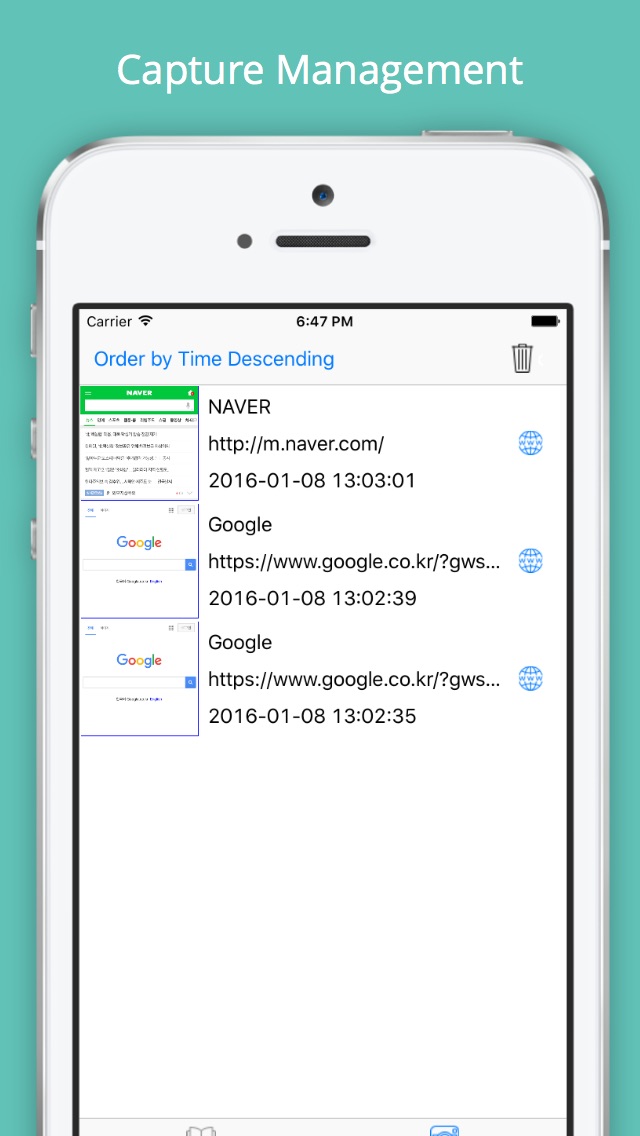 Capture Management
Carrier 6:47 PM
Order by Time Descending
NAVER
NAVER
http://m.naver.com/
2016-01-08 13:03:01
Google
Google
https://www.google.co.kr/?gws...
2016-01-08 13:02:39
Google
Google
https://www.google.co.kr/?gws...
2016-01-08 13:02:35